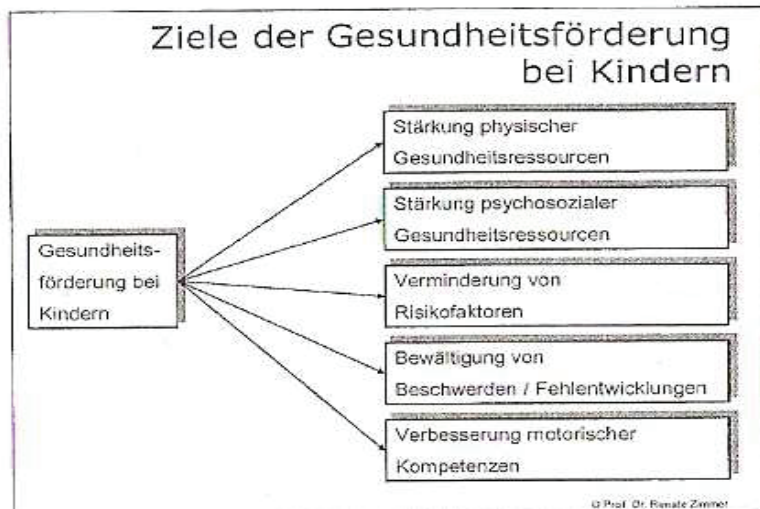 Ziele der Gesundheitsförderung
bei Kindern
Gesundheits-
förderung bei
Kindern
Stärkung physischer
Gesundheitsressourcen
Stärkung psychosozialer
Gesundheitsressourcen
Verminderung von
Risikofaktoren
Bewältigung von
Beschwerden / Fehlentwicklungen
Verbesserung motorischer
Kompetenzen
© Prof. Dr. Renate Zimmer